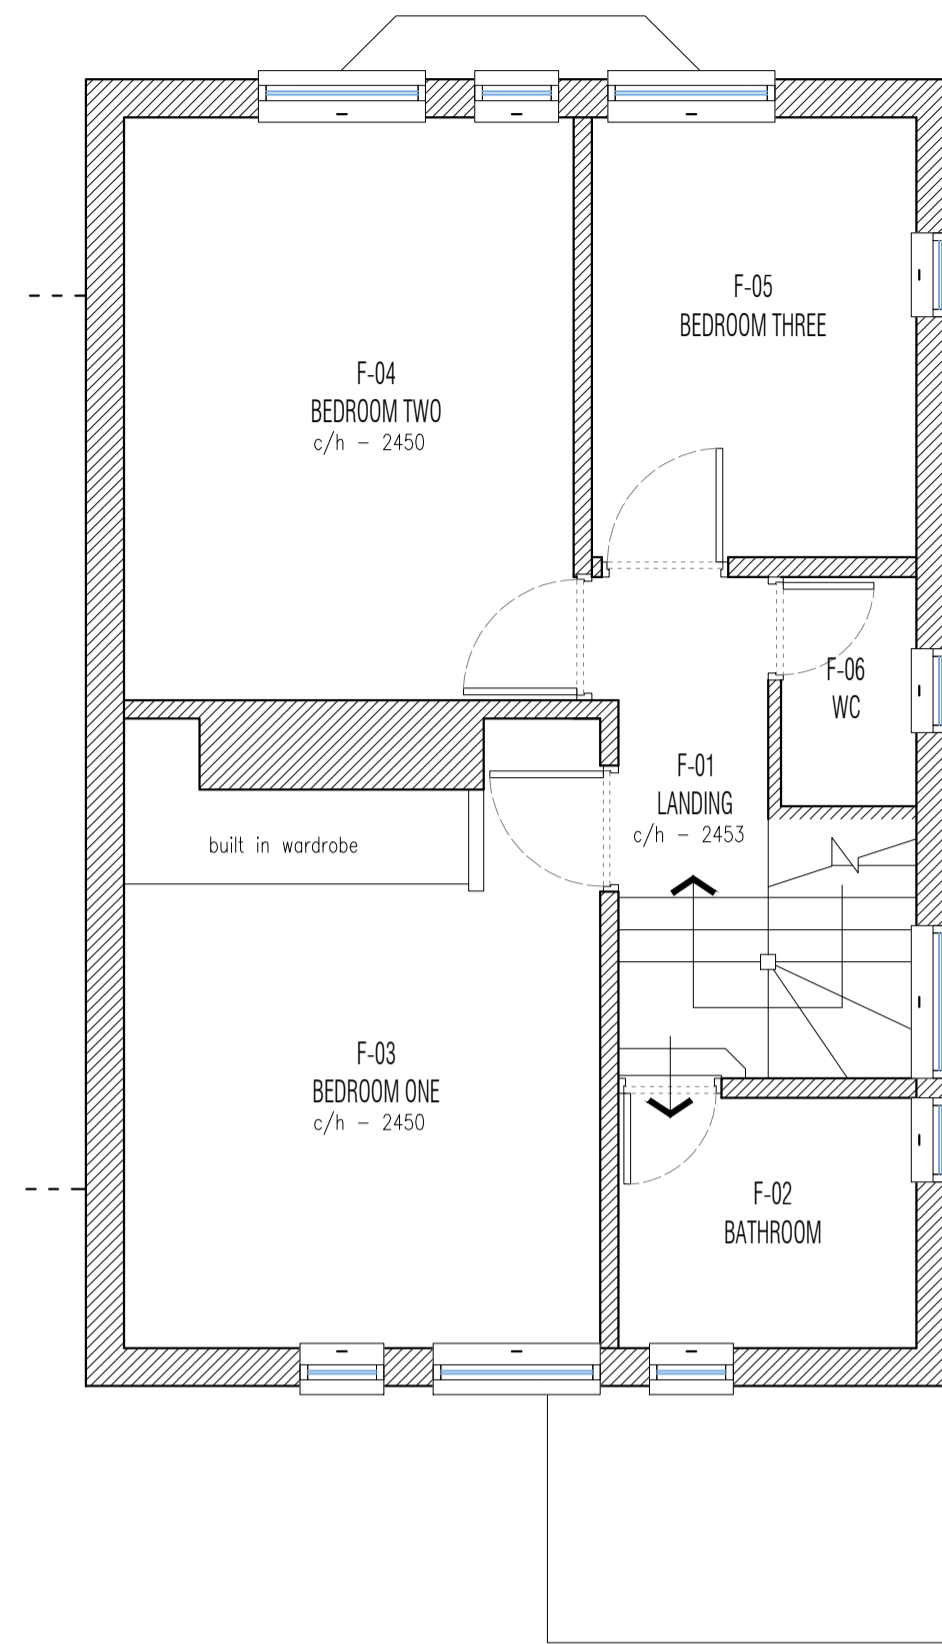 F-05
BEDROOM THREE
F-04
BEDROOM TWO
c/h - 2450
F-06
WC
F-01
LANDING
c/h - 2453
built in wardrobe
F-03
BEDROOM ONE
c/h - 2450
F-02
BATHROOM